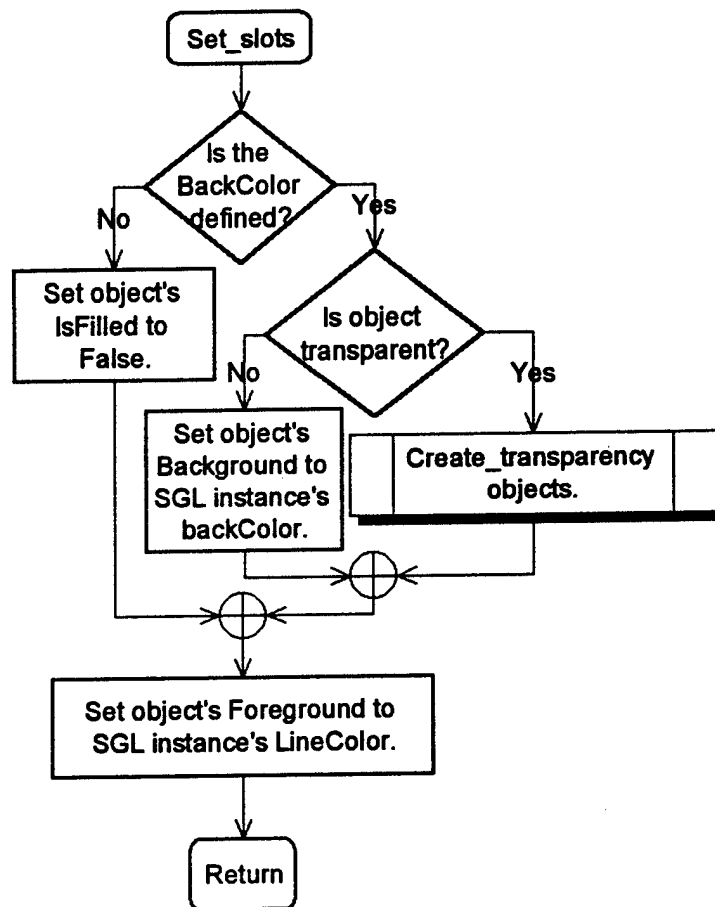 Set_slots
Is the
BackColor
defined?
No
Yes
Set object's
IsFilled to
False.
Is object
transparent?
No
Yes
Set object's
Background to
SGL instance's
backColor.
Create_transparency
objects.
Set object's Foreground to
SGL instance's LineColor.
Return